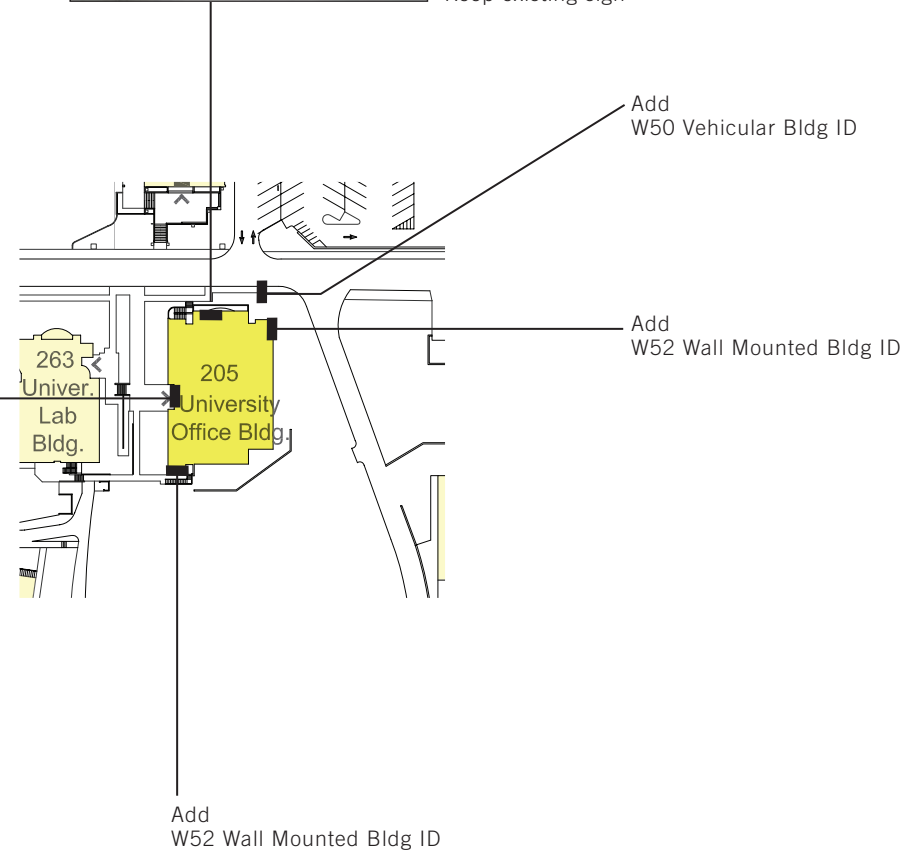 Keep existing sign
Add
W50 Vehicular Bldg ID
Add
W52 Wall Mounted Bldg ID
263
Univer.
Lab
Bldg.
205
University
Office Bldg.
Add
W52 Wall Mounted Bldg ID